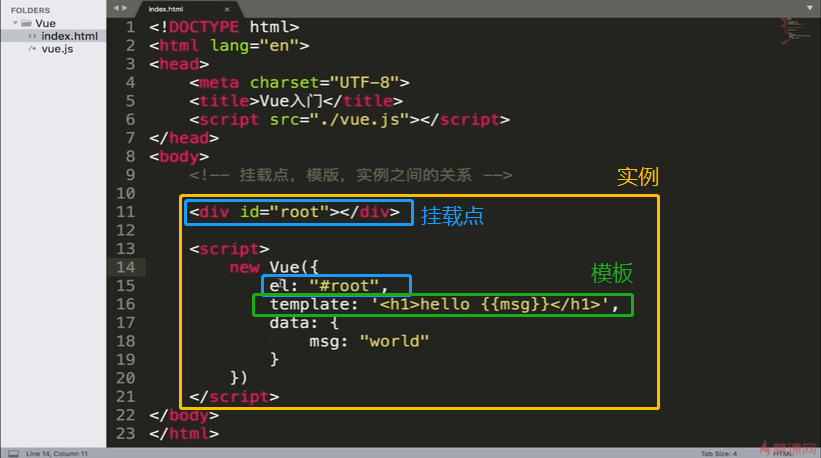 FOLDERS
Vue
index.html
vue.js
index.html
1 <!DOCTYPE html>
2 <html lang="en">
3 <head>
4 <meta charset="UTF-8">
5 <title>Vue入门</title>
6 <script src="./vue.js"></script>
7 </head>
8 <body>
9 <!-- 挂载点，模版，实例之间的关系 -->
实例
10
11 <div id="root"></div>
挂载点
12
13 <script>
14 new Vue({
模板
15 el: "#root",
16 template: '<h1>hello {{msg}}</h1>',
17 data: {
18 msg: "world"
19 }
20 })
21 </script>
22 </body>
23 </html>
Line 14, Column 11
Tab Size: 4
HTML
慕课网